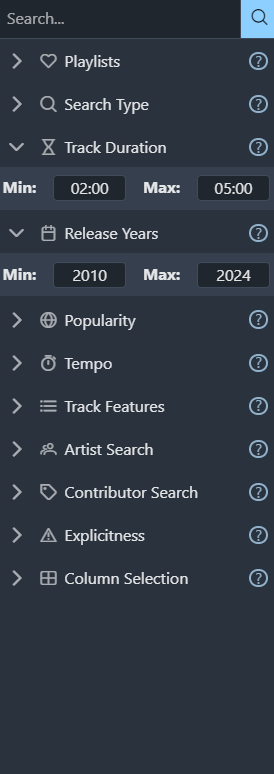 Search...
Playlists ?
Search Type ?
Track Duration ?
Min: 02:00 Max: 05:00
Release Years ?
Min: 2010 Max: 2024
Popularity ?
Tempo ?
Track Features ?
Artist Search ?
Contributor Search ?
Explicitness ?
Column Selection ?